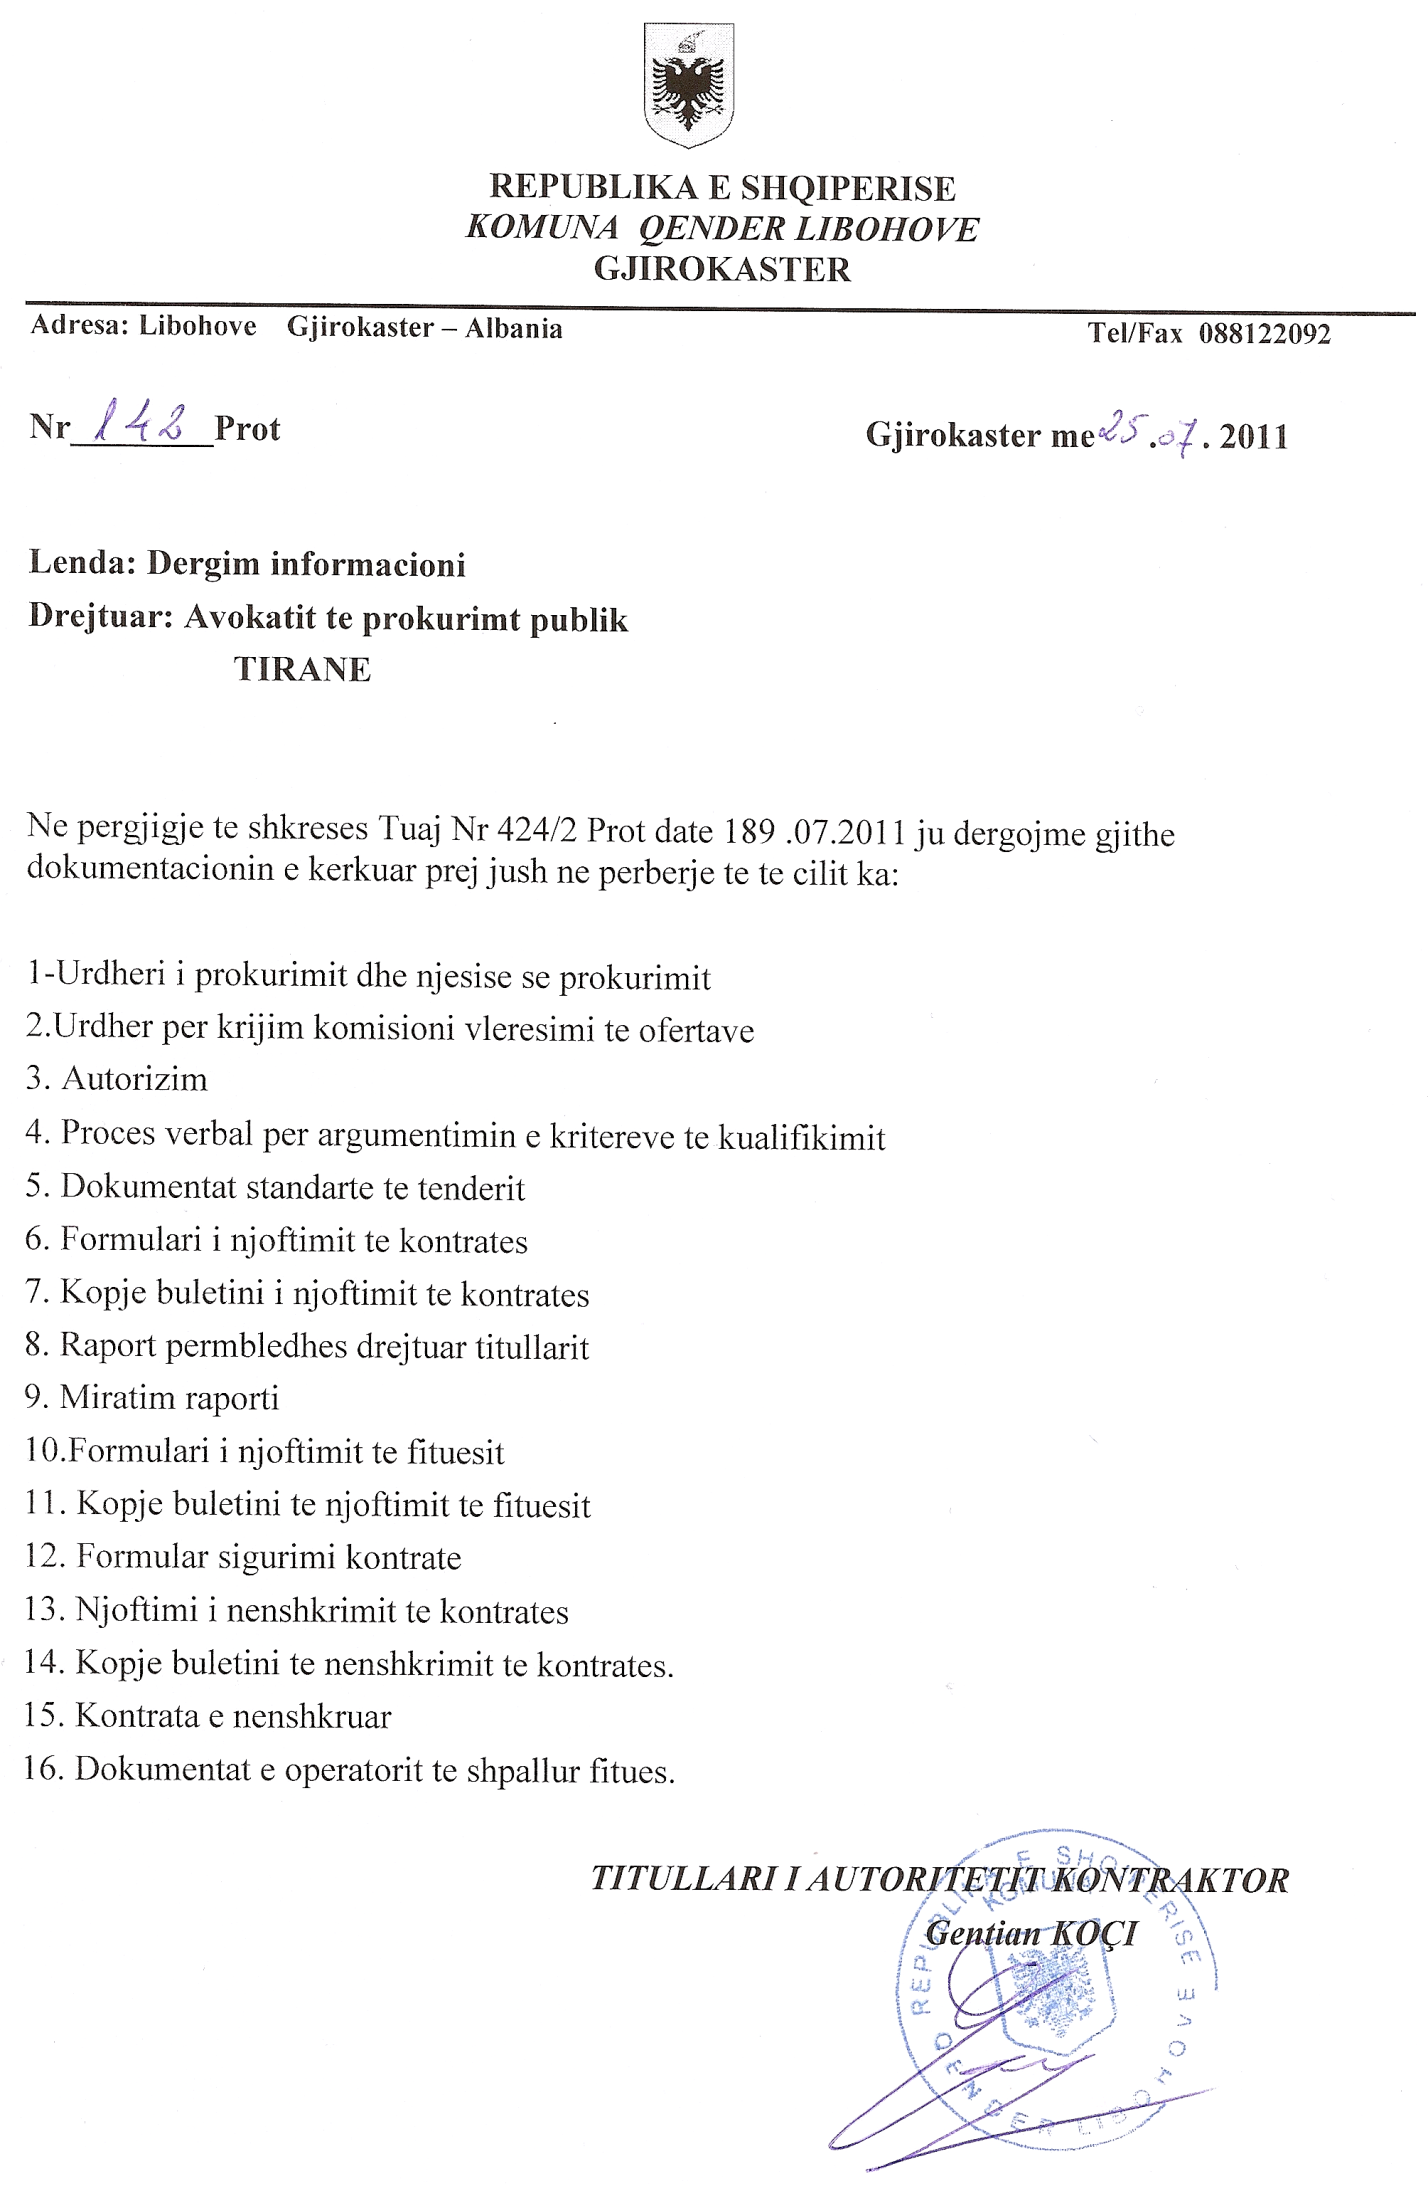 REPUBLIKA E SHQIPERISE
KOMUNA QENDER LIBOHOVE
GJIROKASTER
Adresa: Libohove Gjirokaster – Albania Tel/Fax 088122092
Nr 142 Prot Gjirokaster me 25.07. 2011
Lenda: Dergim informacioni
Drejtuar: Avokatit te prokurimt publik
TIRANE
Ne pergjigje te shkreses Tuaj Nr 424/2 Prot date 189 .07.2011 ju dergojme gjithe
dokumentacionin e kerkuar prej jush ne perberje te te cilit ka:
1-Urdheri i prokurimit dhe njesise se prokurimit
2.Urdher per krijim komisioni vleresimi te ofertave
3. Autorizim
4. Proces verbal per argumentimin e kritereve te kualifikimit
5. Dokumentat standarte te tenderit
6. Formulari i njoftimit te kontrates
7. Kopje buletini i njoftimit te kontrates
8. Raport permbledhes drejtuar titullarit
9. Miratim raporti
10.Formulari i njoftimit te fituesit
11. Kopje buletini te njoftimit te fituesit
12. Formular sigurimi kontrate
13. Njoftimi i nenshkrimit te kontrates
14. Kopje buletini te nenshkrimit te kontrates.
15. Kontrata e nenshkruar
16. Dokumentat e operatorit te shpallur fitues.
TITULLARI I AUTORITETIT KONTRAKTOR
Gentian KOÇI
REPUBLIKA E SHQIPERISE
KOMUNA
QENDER LIBOHOVE